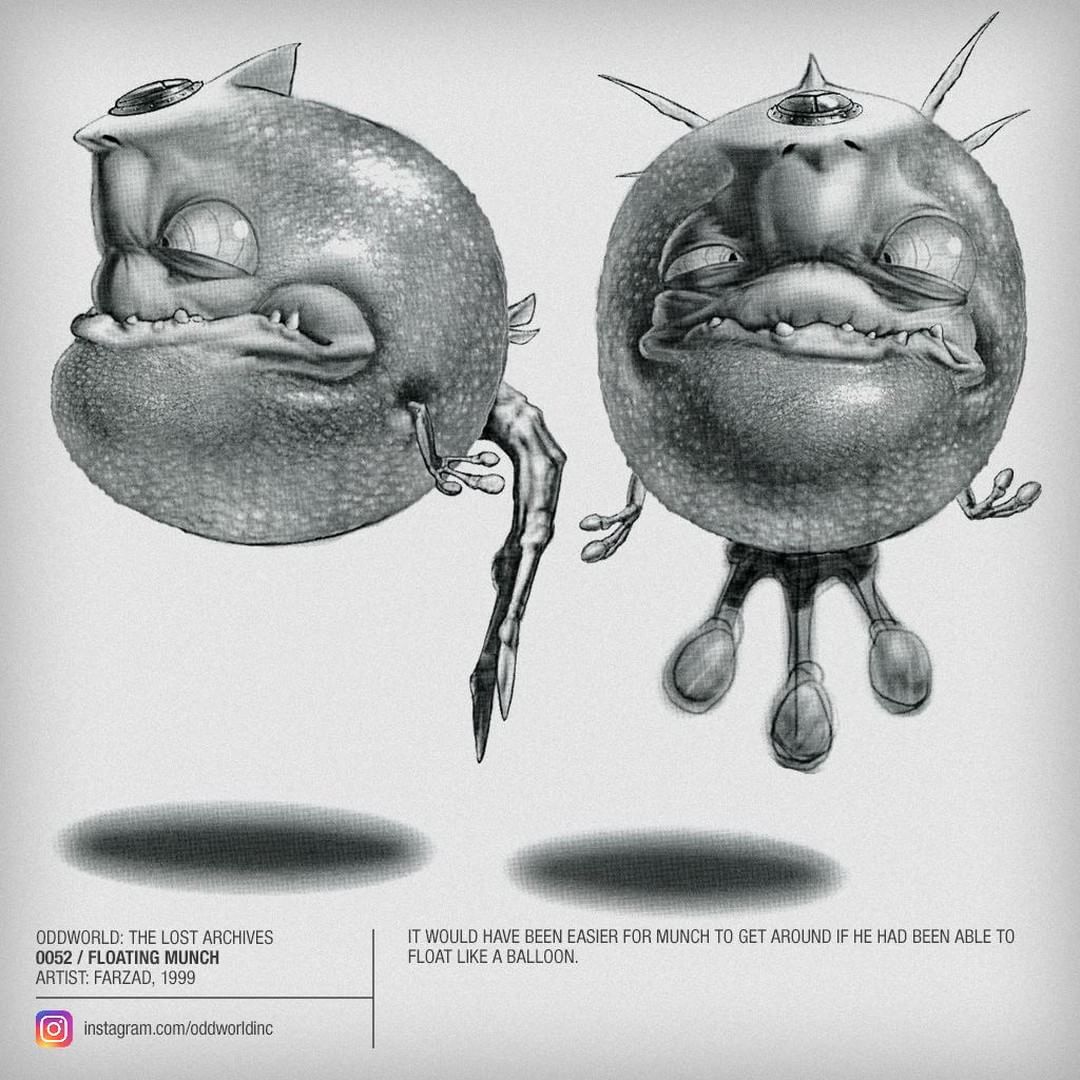 ODDWORLD: THE LOST ARCHIVES
0052 / FLOATING MUNCH
ARTIST: FARZAD, 1999
instagram.com/oddworldinc
IT WOULD HAVE BEEN EASIER FOR MUNCH TO GET AROUND IF HE HAD BEEN ABLE TO
FLOAT LIKE A BALLOON.